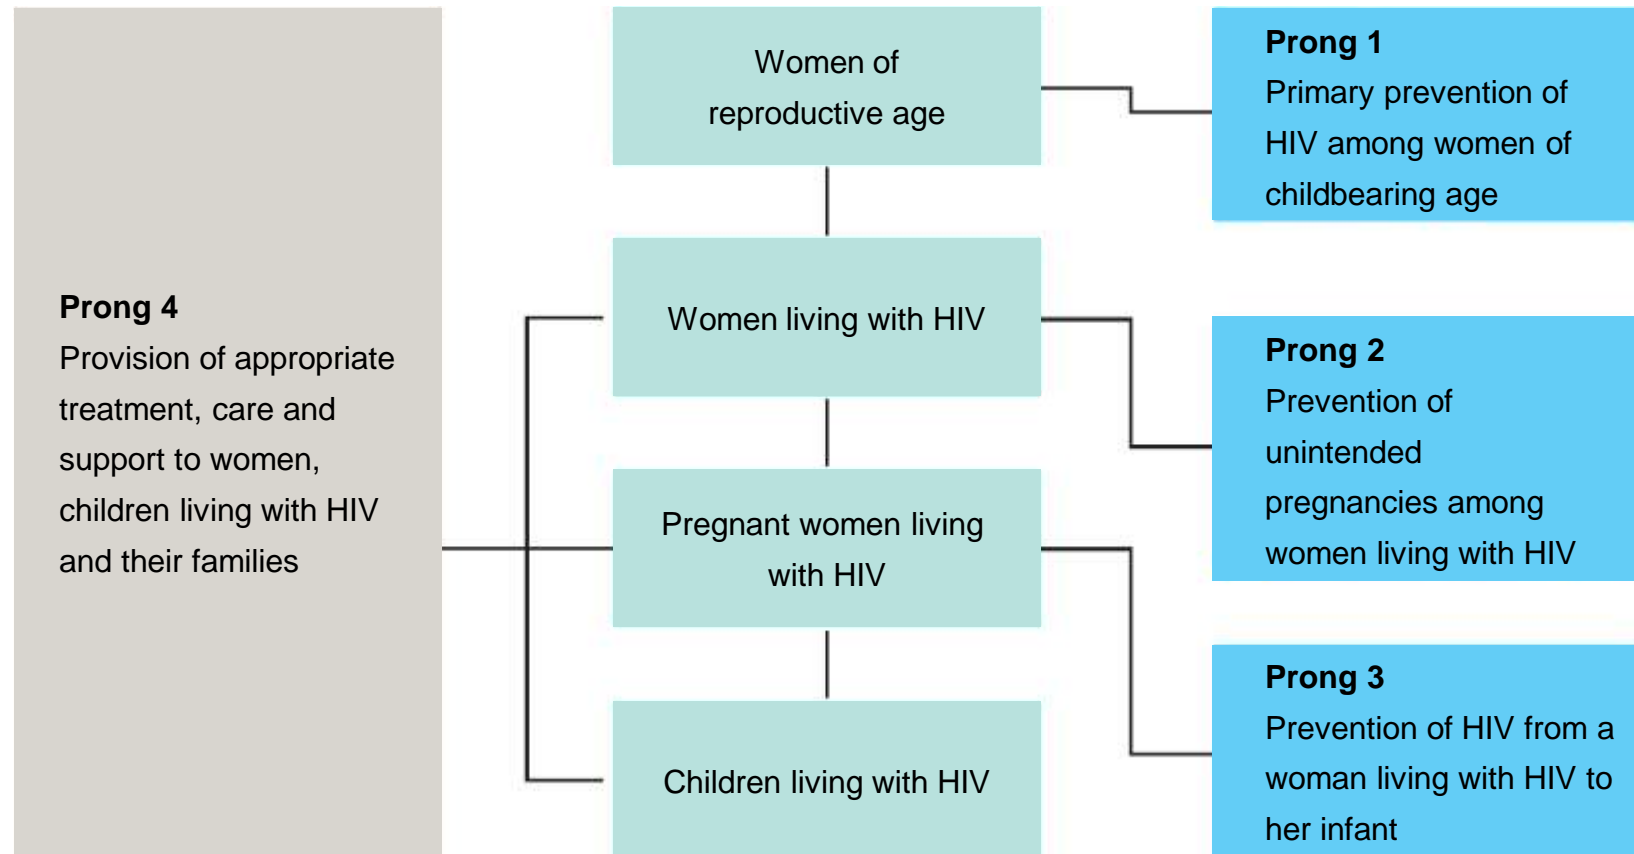 Prong 4
Provision of appropriate
treatment, care and
support to women,
children living with HIV
and their families
Women of
reproductive age
Women living with HIV
Pregnant women living
with HIV
Children living with HIV
Prong 1
Primary prevention of
HIV among women of
childbearing age
Prong 2
Prevention of
unintended
pregnancies among
women living with HIV
Prong 3
Prevention of HIV from a
woman living with HIV to
her infant